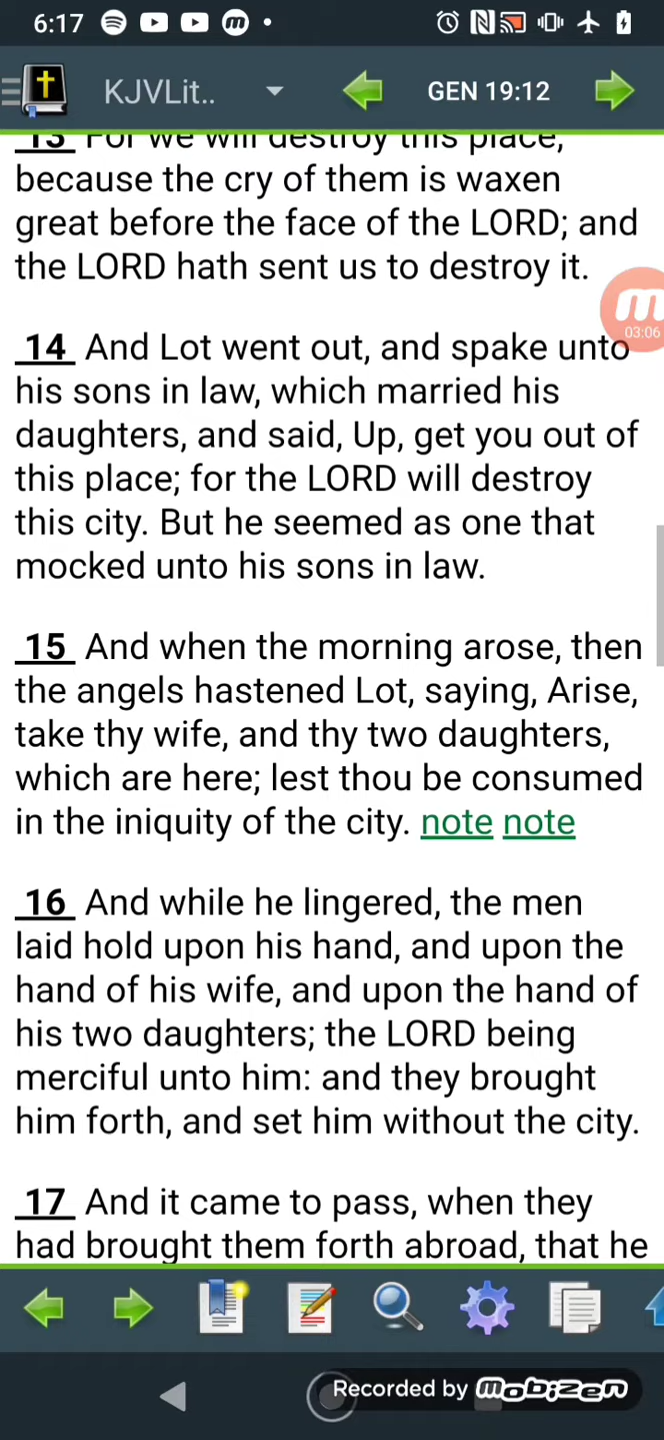 6:17
KJVLit..
GEN 19:12
13 For we will destroy this place,
because the cry of them is waxen
great before the face of the LORD; and
the LORD hath sent us to destroy it.
03:06
14 And Lot went out, and spake unto
his sons in law, which married his
daughters, and said, Up, get you out of
this place; for the LORD will destroy
this city. But he seemed as one that
mocked unto his sons in law.
15 And when the morning arose, then
the angels hastened Lot, saying, Arise,
take thy wife, and thy two daughters,
which are here; lest thou be consumed
in the iniquity of the city. note note
16 And while he lingered, the men
laid hold upon his hand, and upon the
hand of his wife, and upon the hand of
his two daughters; the LORD being
merciful unto him: and they brought
him forth, and set him without the city.
17 And it came to pass, when they
had brought them forth abroad, that he
Recorded by mobizen